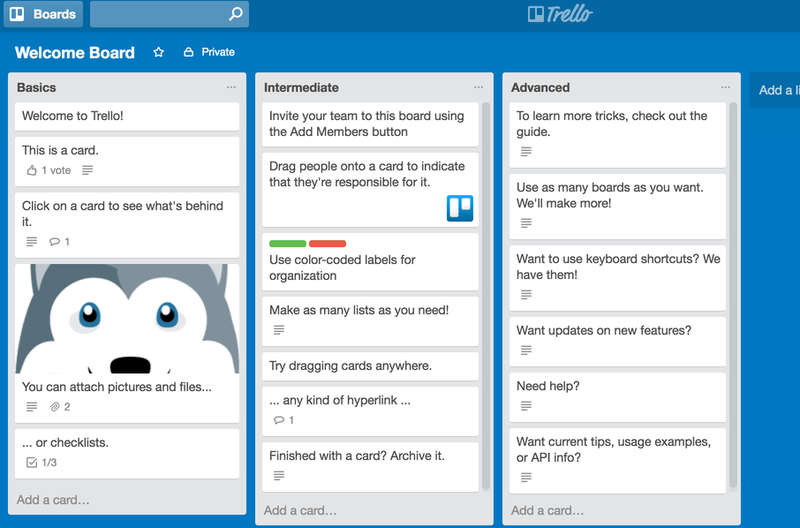 Boards
Trello
Welcome Board
Private
Basics
...
Welcome to Trello!
This is a card.
1 vote
Click on a card to see what's behind
it.
1
You can attach pictures and files...
2
... or checklists.
1/3
Add a card...
Intermediate
...
Invite your team to this board using
the Add Members button
Drag people onto a card to indicate
that they're responsible for it.
Use color-coded labels for
organization
Make as many lists as you need!
Try dragging cards anywhere.
... any kind of hyperlink ...
1
Finished with a card? Archive it.
Add a card...
Advanced
...
To learn more tricks, check out the
guide.
Use as many boards as you want.
We'll make more!
Want to use keyboard shortcuts? We
have them!
Want updates on new features?
Need help?
Want current tips, usage examples,
or API info?
Add a card...
Add a li